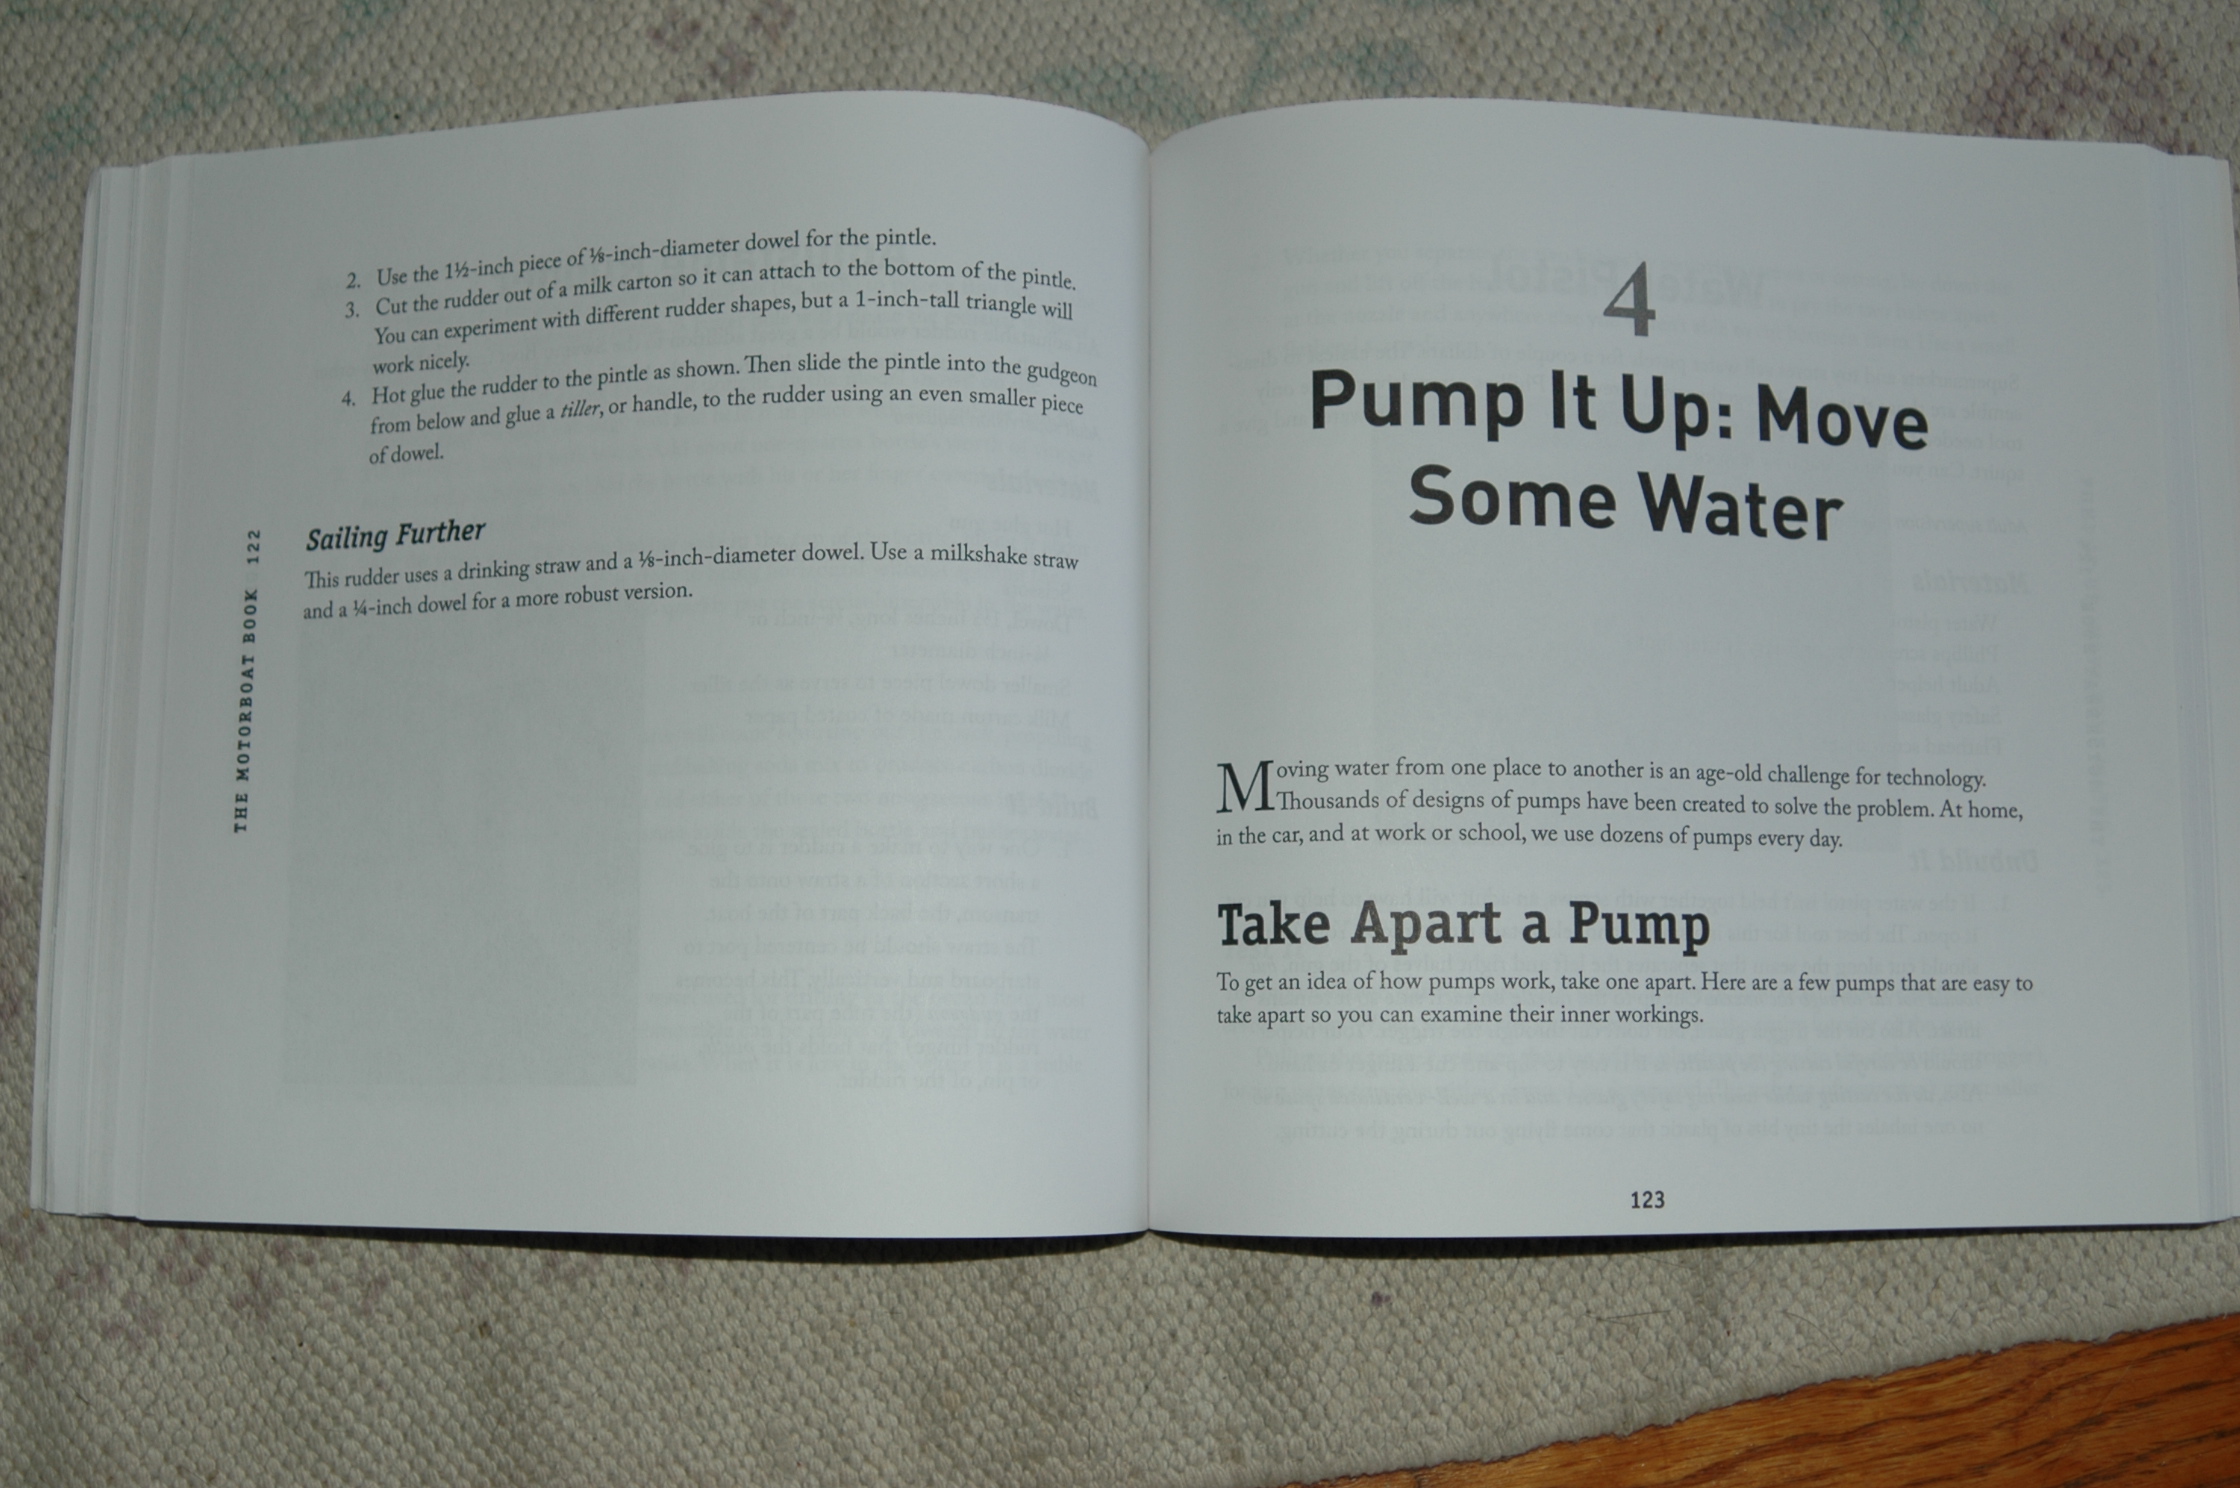 2. Use the 1½-inch piece of ⅛-inch-diameter dowel for the pintle.
3. Cut the rudder out of a milk carton so it can attach to the bottom of the pintle.
You can experiment with different rudder shapes, but a 1-inch-tall triangle will
work nicely.
4. Hot glue the rudder to the pintle as shown. Then slide the pintle into the gudgeon
from below and glue a tiller, or handle, to the rudder using an even smaller piece
of dowel.
Sailing Further
This rudder uses a drinking straw and a ⅛-inch-diameter dowel. Use a milkshake straw
and a ¼-inch dowel for a more robust version.
THE MOTORBOAT BOOK 122
4
Pump It Up: Move
Some Water
Moving water from one place to another is an age-old challenge for technology.
Thousands of designs of pumps have been created to solve the problem. At home,
in the car, and at work or school, we use dozens of pumps every day.
Take Apart a Pump
To get an idea of how pumps work, take one apart. Here are a few pumps that are easy to
take apart so you can examine their inner workings.
123